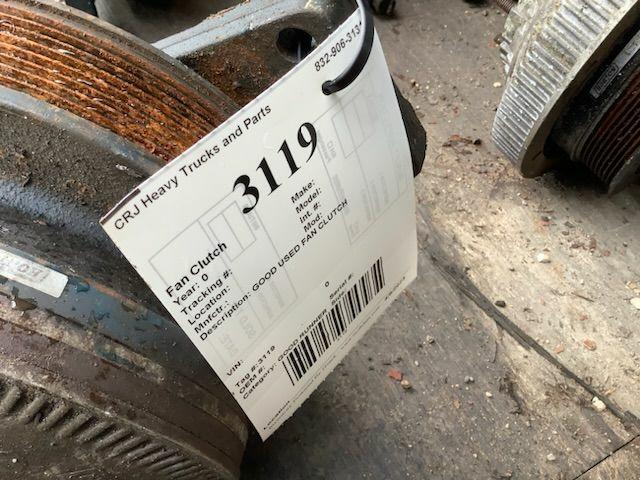 832-906-313
CRJ Heavy Trucks and Parts
3119
Fan Clutch
Year: 0
Make:
Tracking #:
Model:
Location:
Int. #:
Mnfctr.:
Mod:
Description: GOOD USED FAN CLUTCH
0
VIN:
Serial #:
Tag #:3119
OEM #:
Category: GOOD RUNNER